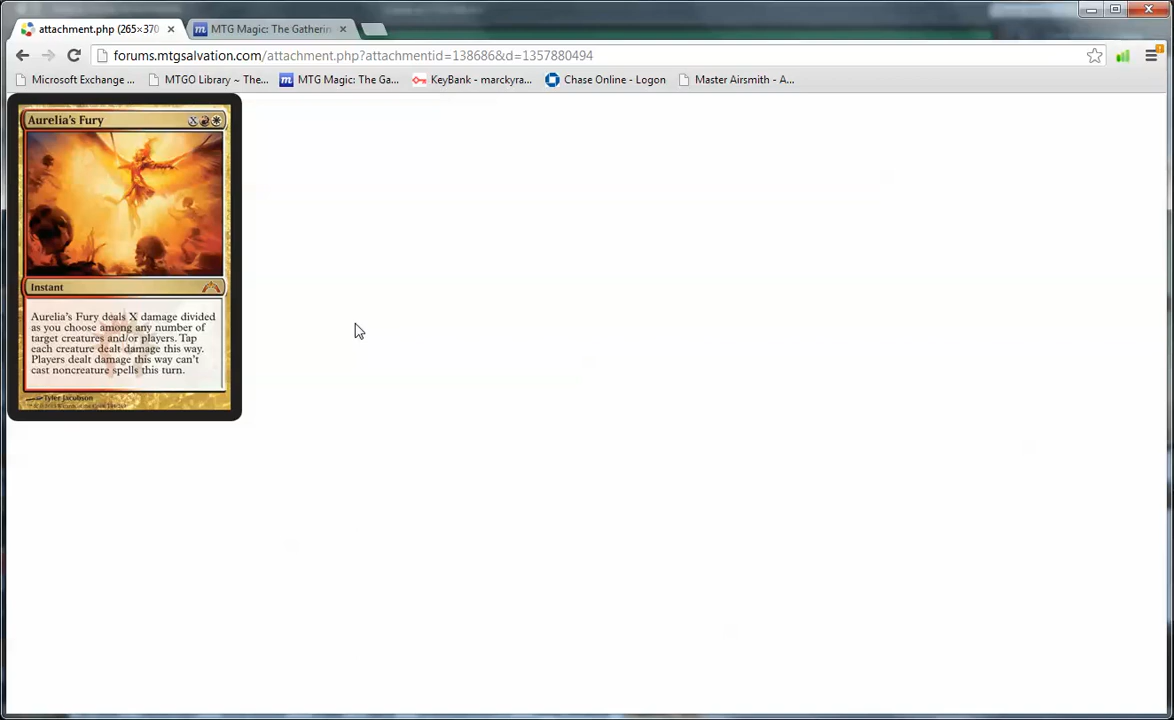 attachment.php (265×370
MTG Magic: The Gatherin
forums.mtgsalvation.com/attachment.php?attachmentid=138686&d=1357880494
Microsoft Exchange ...
MTGO Library ~ The...
MTG Magic: The Ga...
KeyBank - marckyra...
Chase Online - Logon
Master Airsmith - A...
Aurelia's Fury
X
Instant
Aurelia's Fury deals X damage divided
as you choose among any number of
target creatures and/or players. Tap
each creature dealt damage this way.
Players dealt damage this way can't
cast noncreature spells this turn.
Tyler Jacobson